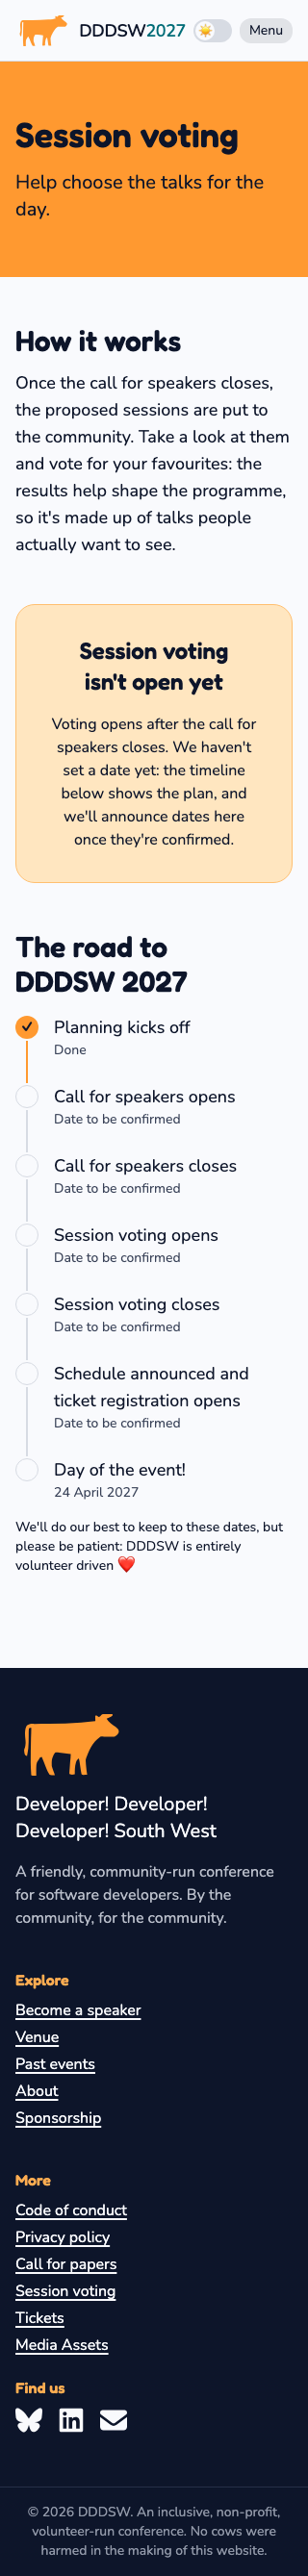 DDDSW2027
Menu
Session voting
Help choose the talks for the
day.
How it works
Once the call for speakers closes,
the proposed sessions are put to
the community. Take a look at them
and vote for your favourites: the
results help shape the programme,
so it's made up of talks people
actually want to see.
Session voting
isn't open yet
Voting opens after the call for
speakers closes. We haven't
set a date yet: the timeline
below shows the plan, and
we'll announce dates here
once they're confirmed.
The road to
DDDSW 2027
Planning kicks off
Done
Call for speakers opens
Date to be confirmed
Call for speakers closes
Date to be confirmed
Session voting opens
Date to be confirmed
Session voting closes
Date to be confirmed
Schedule announced and
ticket registration opens
Date to be confirmed
Day of the event!
24 April 2027
We'll do our best to keep to these dates, but
please be patient: DDDSW is entirely
volunteer driven ❤️
Developer! Developer!
Developer! South West
A friendly, community-run conference
for software developers. By the
community, for the community.
Explore
Become a speaker
Venue
Past events
About
Sponsorship
More
Code of conduct
Privacy policy
Call for papers
Session voting
Tickets
Media Assets
Find us
© 2026 DDDSW. An inclusive, non-profit,
volunteer-run conference. No cows were
harmed in the making of this website.